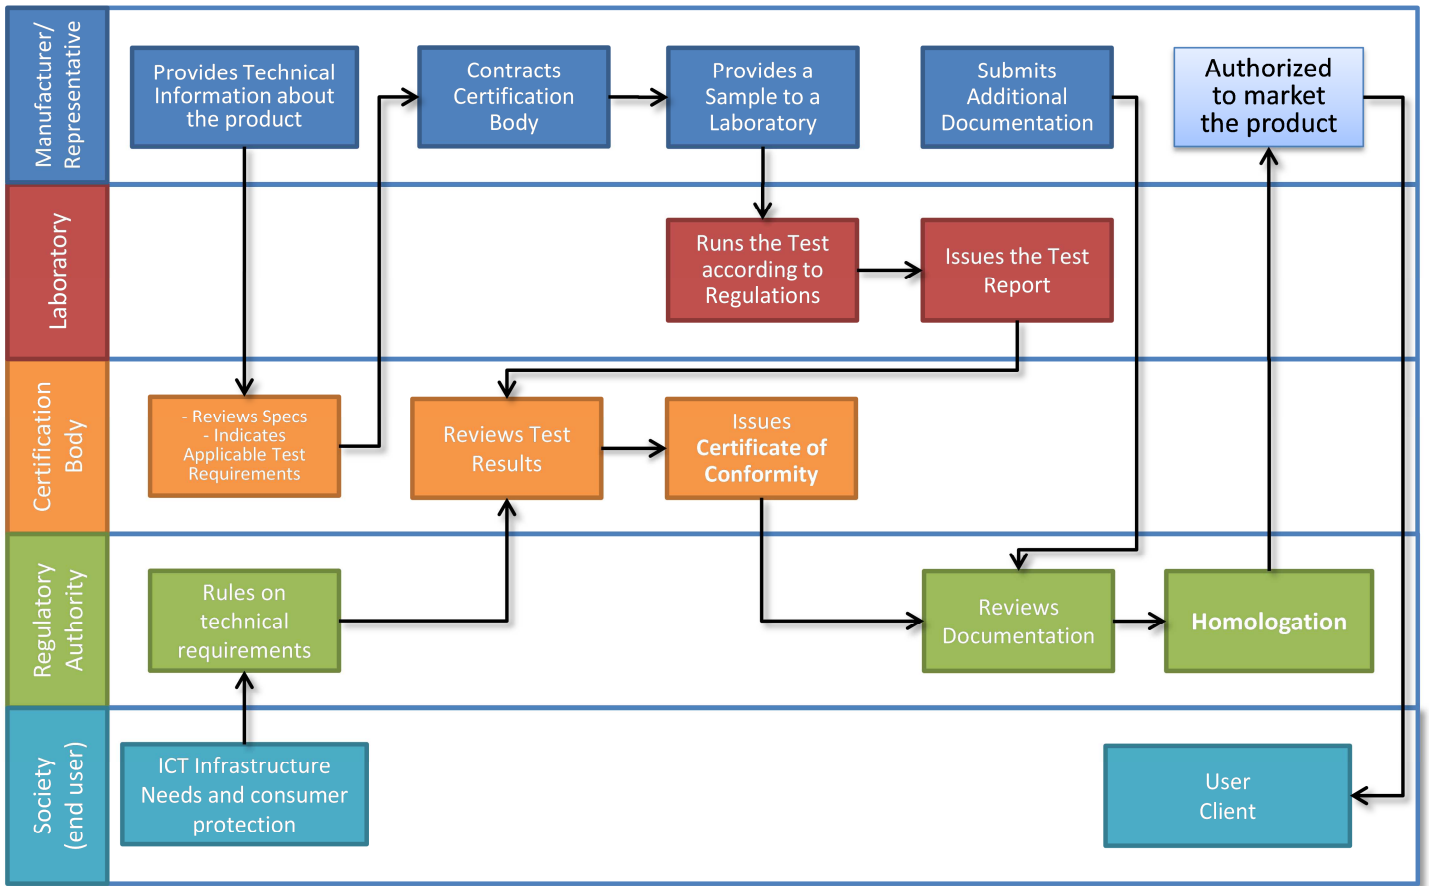 Manufacturer/
Representative
Provides Technical
Information about
the product
Contracts
Certification
Body
Provides a
Sample to a
Laboratory
Submits
Additional
Documentation
Authorized
to market
the product
Laboratory
Runs the Test
according to
Regulations
Issues the Test
Report
Certification
Body
- Reviews Specs
- Indicates
Applicable Test
Requirements
Reviews Test
Results
Issues
Certificate of
Conformity
Regulatory
Authority
Rules on
technical
requirements
Reviews
Documentation
Homologation
Society
(end user)
ICT Infrastructure
Needs and consumer
protection
User
Client